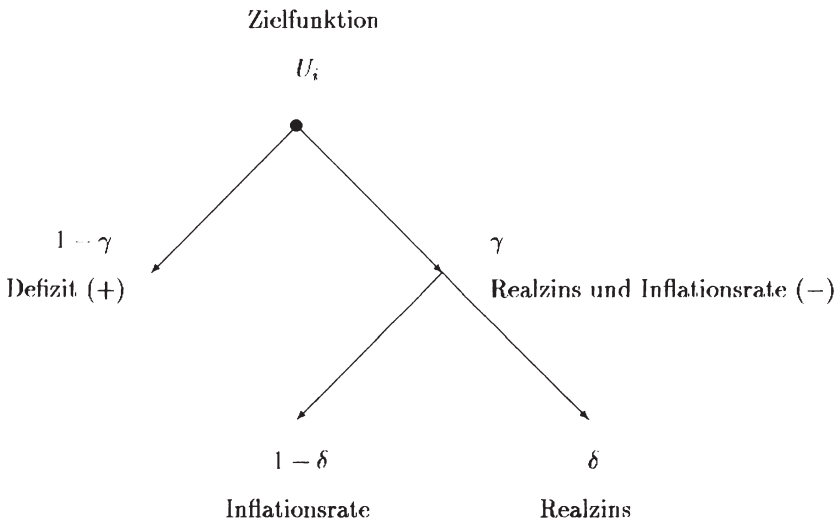 Zielfunktion
U_i
1 − γ
γ
Defizit (+)
Realzins und Inflationsrate (−)
1 − δ
δ
Inflationsrate
Realzins